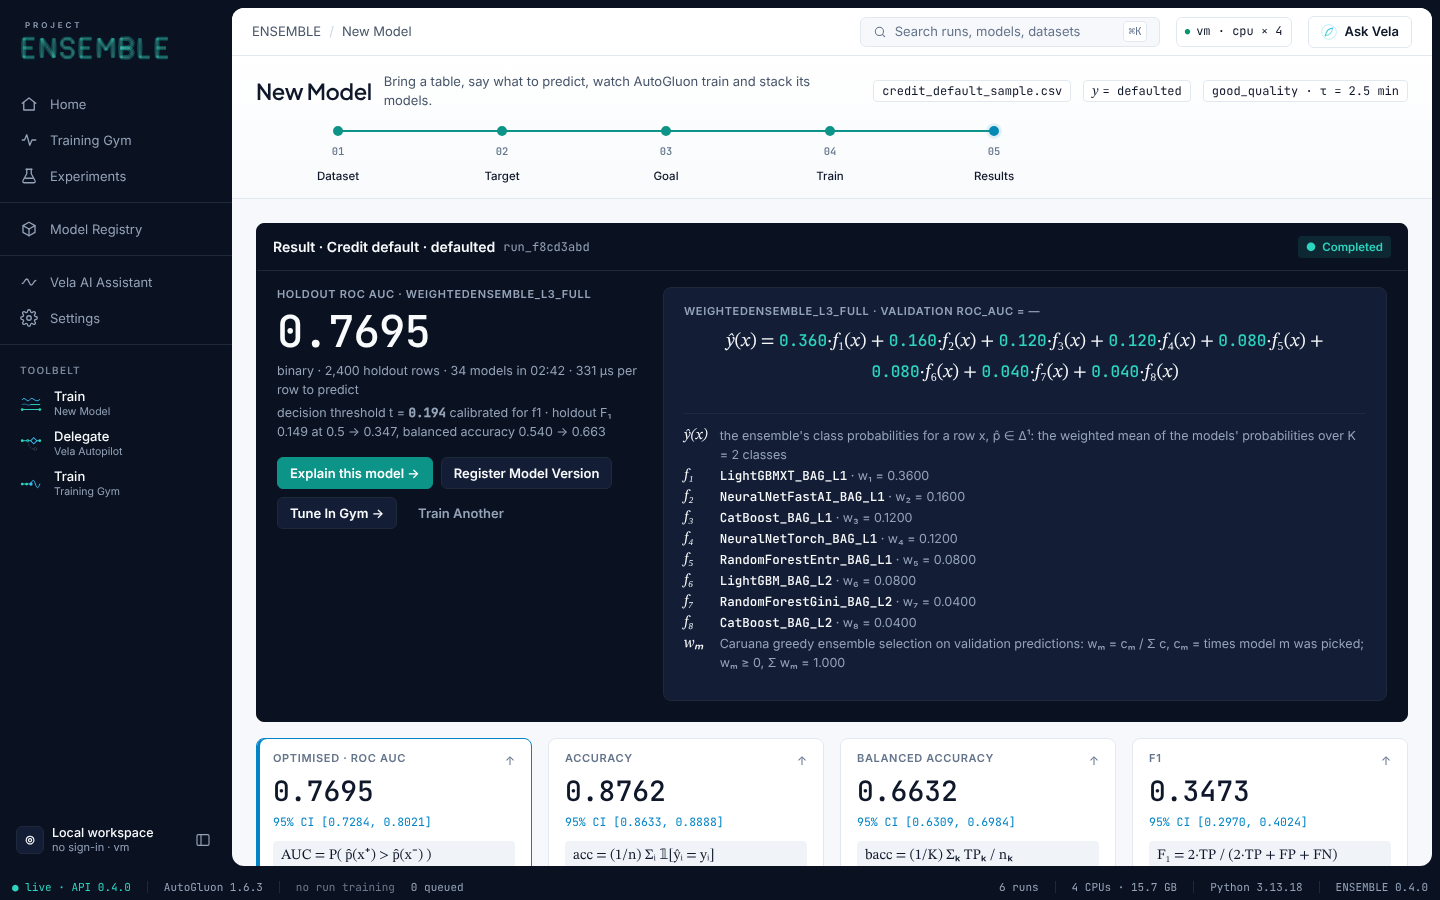 PROJECT
ENSEMBLE
Home
Training Gym
Experiments
Model Registry
Vela AI Assistant
Settings
TOOLBELT
Train
New Model
Delegate
Vela Autopilot
Train
Training Gym
Local workspace
no sign-in · vm
ENSEMBLE / New Model
Search runs, models, datasets ⌘K
vm · cpu × 4
Ask Vela
New Model
Bring a table, say what to predict, watch AutoGluon train and stack its
models.
credit_default_sample.csv
y = defaulted
good_quality · τ = 2.5 min
01 02 03 04 05
Dataset Target Goal Train Results
Result · Credit default · defaulted run_f8cd3abd
Completed
HOLDOUT ROC AUC · WEIGHTEDENSEMBLE_L3_FULL
0.7695
binary · 2,400 holdout rows · 34 models in 02:42 · 331 µs per
row to predict
decision threshold t = 0.194 calibrated for f1 · holdout F₁
0.149 at 0.5 → 0.347, balanced accuracy 0.540 → 0.663
Explain this model →
Register Model Version
Tune In Gym →
Train Another
WEIGHTEDENSEMBLE_L3_FULL · VALIDATION ROC_AUC = —
ŷ(x) = 0.360·f₁(x) + 0.160·f₂(x) + 0.120·f₃(x) + 0.120·f₄(x) + 0.080·f₅(x) +
0.080·f₆(x) + 0.040·f₇(x) + 0.040·f₈(x)
ŷ(x) the ensemble's class probabilities for a row x, p̂ ∈ Δ¹: the weighted mean of the models' probabilities over K
= 2 classes
f₁ LightGBMXT_BAG_L1 · w₁ = 0.3600
f₂ NeuralNetFastAI_BAG_L1 · w₂ = 0.1600
f₃ CatBoost_BAG_L1 · w₃ = 0.1200
f₄ NeuralNetTorch_BAG_L1 · w₄ = 0.1200
f₅ RandomForestEntr_BAG_L1 · w₅ = 0.0800
f₆ LightGBM_BAG_L2 · w₆ = 0.0800
f₇ RandomForestGini_BAG_L2 · w₇ = 0.0400
f₈ CatBoost_BAG_L2 · w₈ = 0.0400
wₘ Caruana greedy ensemble selection on validation predictions: wₘ = cₘ / Σ c, cₘ = times model m was picked;
wₘ ≥ 0, Σ wₘ = 1.000
OPTIMISED · ROC AUC ↑
0.7695
95% CI [0.7284, 0.8021]
AUC = P( p̂(x⁺) > p̂(x⁻) )
ACCURACY ↑
0.8762
95% CI [0.8633, 0.8888]
acc = (1/n) Σᵢ 𝟙[ŷᵢ = yᵢ]
BALANCED ACCURACY ↑
0.6632
95% CI [0.6309, 0.6984]
bacc = (1/K) Σₖ TPₖ / nₖ
F1 ↑
0.3473
95% CI [0.2970, 0.4024]
F₁ = 2·TP / (2·TP + FP + FN)
live · API 0.4.0
AutoGluon 1.6.3
no run training 0 queued
6 runs
4 CPUs · 15.7 GB
Python 3.13.18
ENSEMBLE 0.4.0